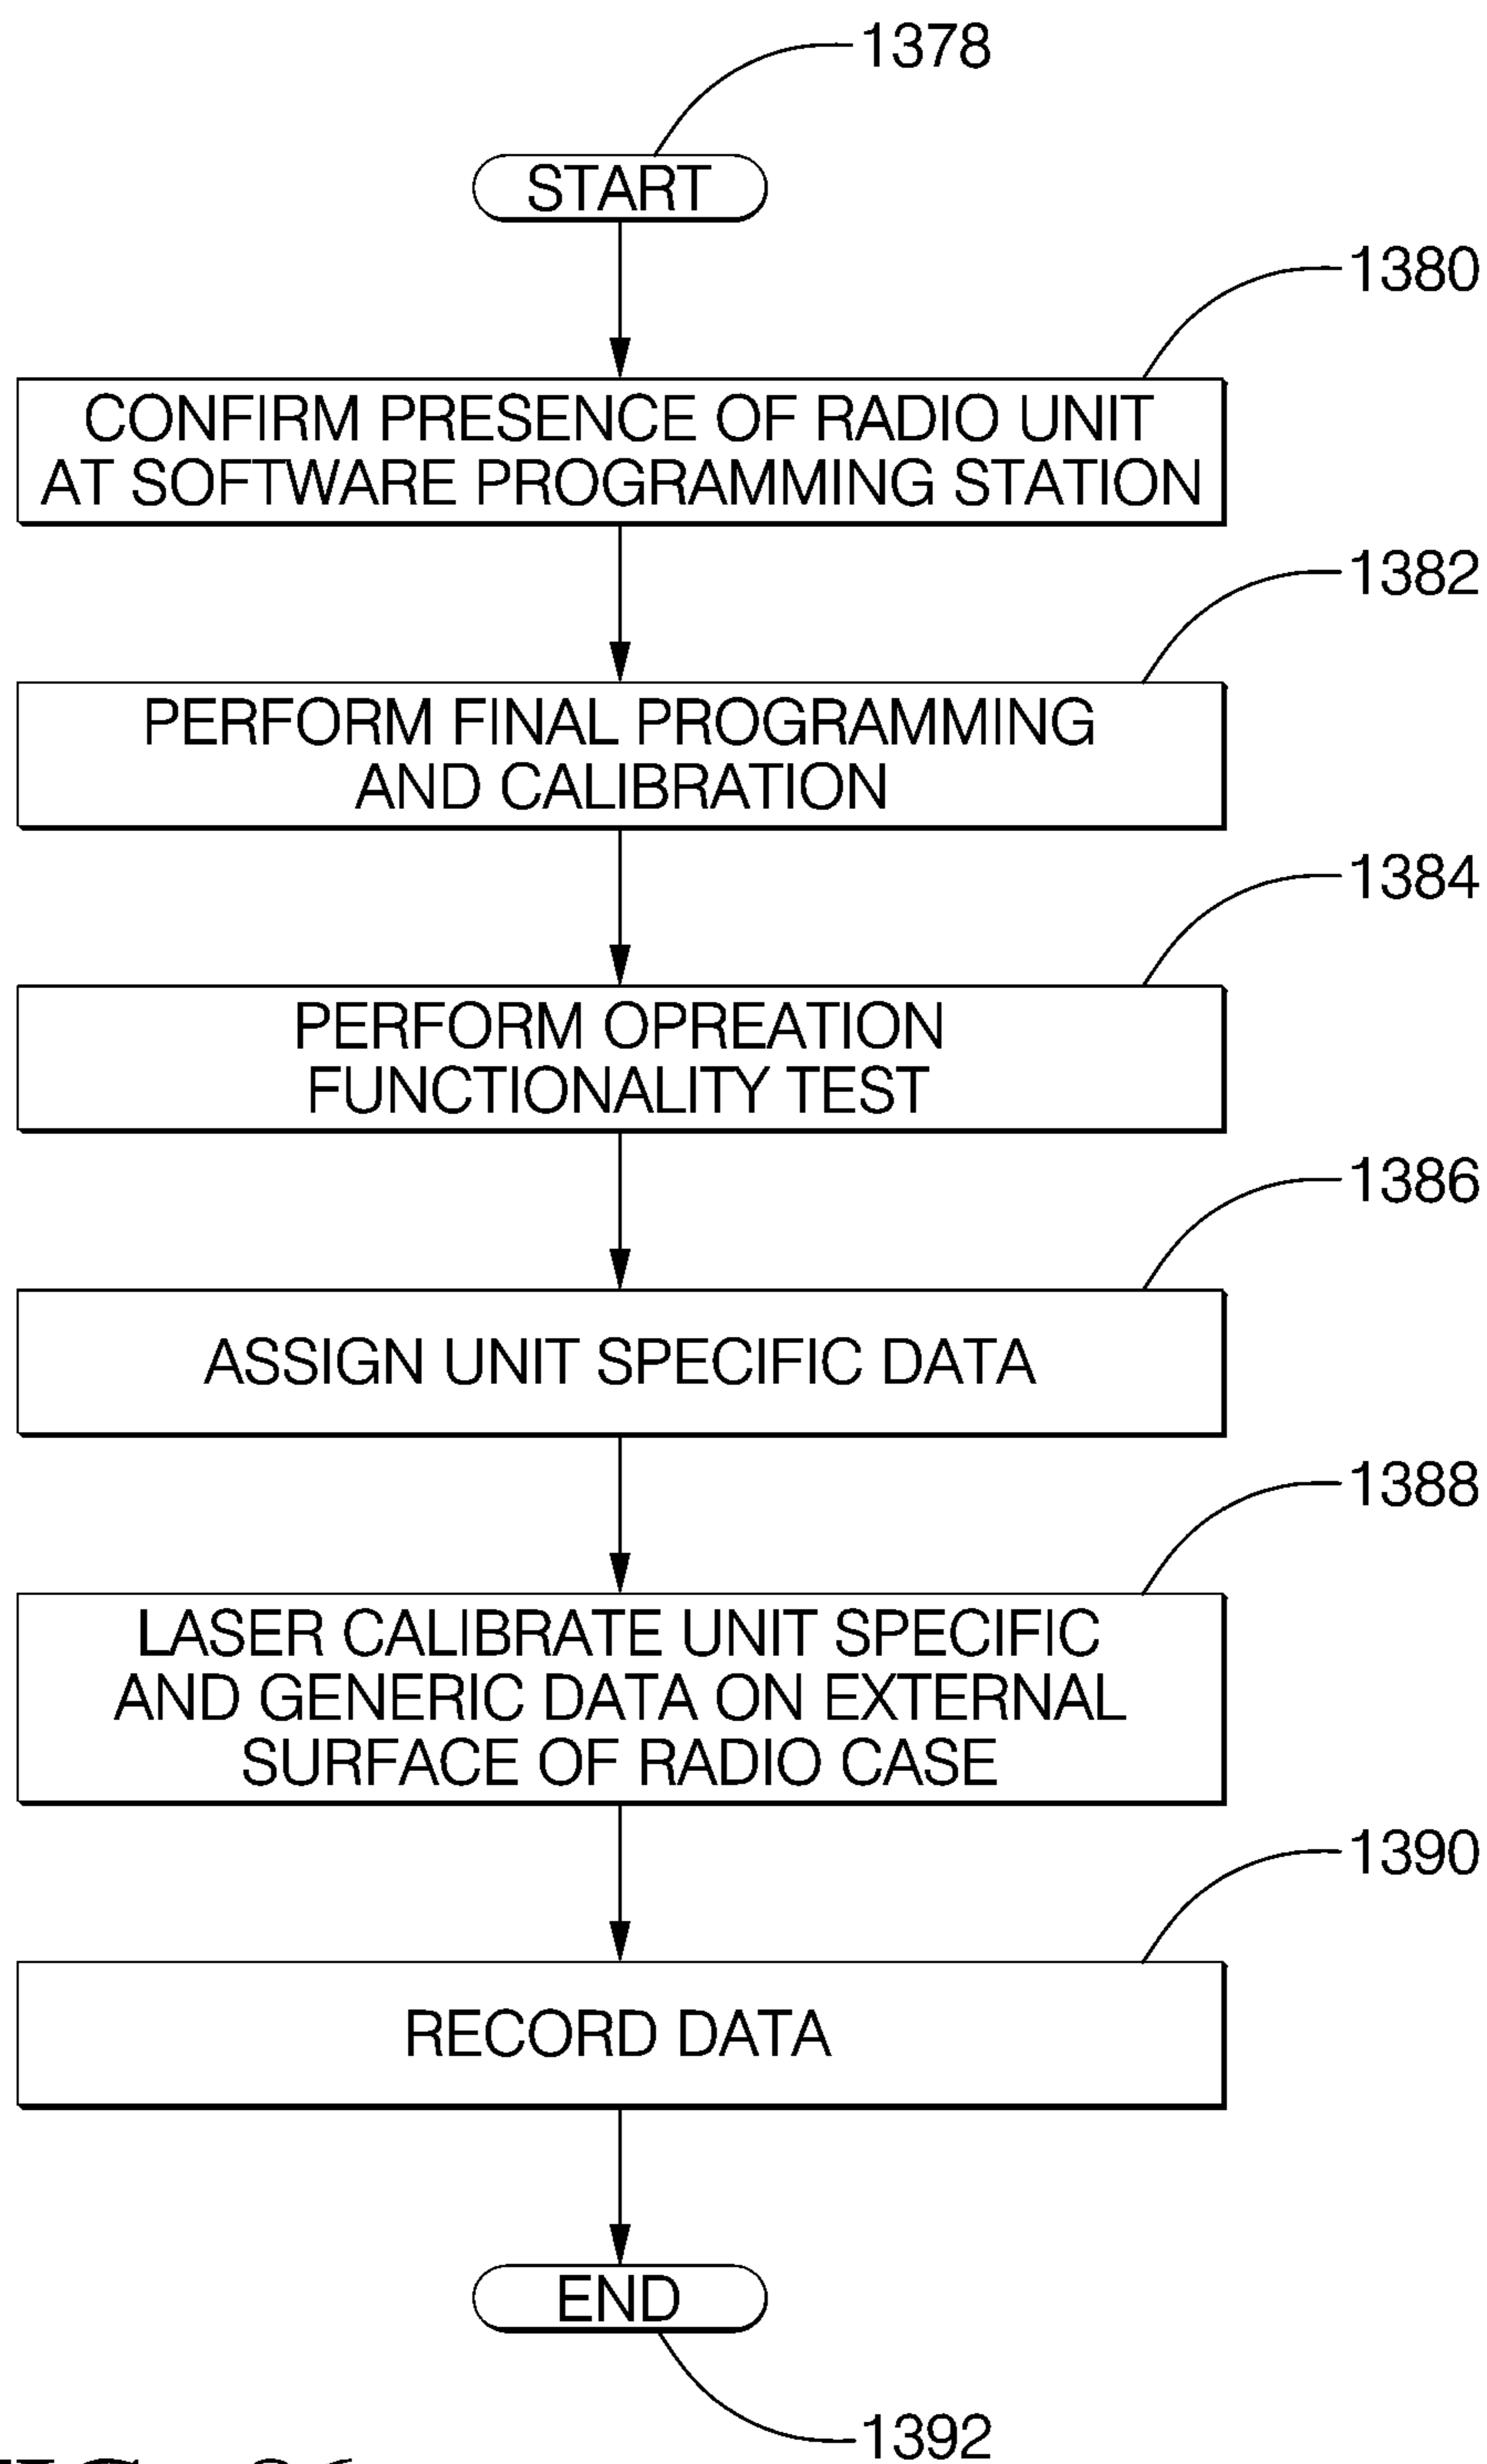 1378
START
1380
CONFIRM PRESENCE OF RADIO UNIT
AT SOFTWARE PROGRAMMING STATION
1382
PERFORM FINAL PROGRAMMING
AND CALIBRATION
1384
PERFORM OPREATION
FUNCTIONALITY TEST
1386
ASSIGN UNIT SPECIFIC DATA
1388
LASER CALIBRATE UNIT SPECIFIC
AND GENERIC DATA ON EXTERNAL
SURFACE OF RADIO CASE
1390
RECORD DATA
END
1392